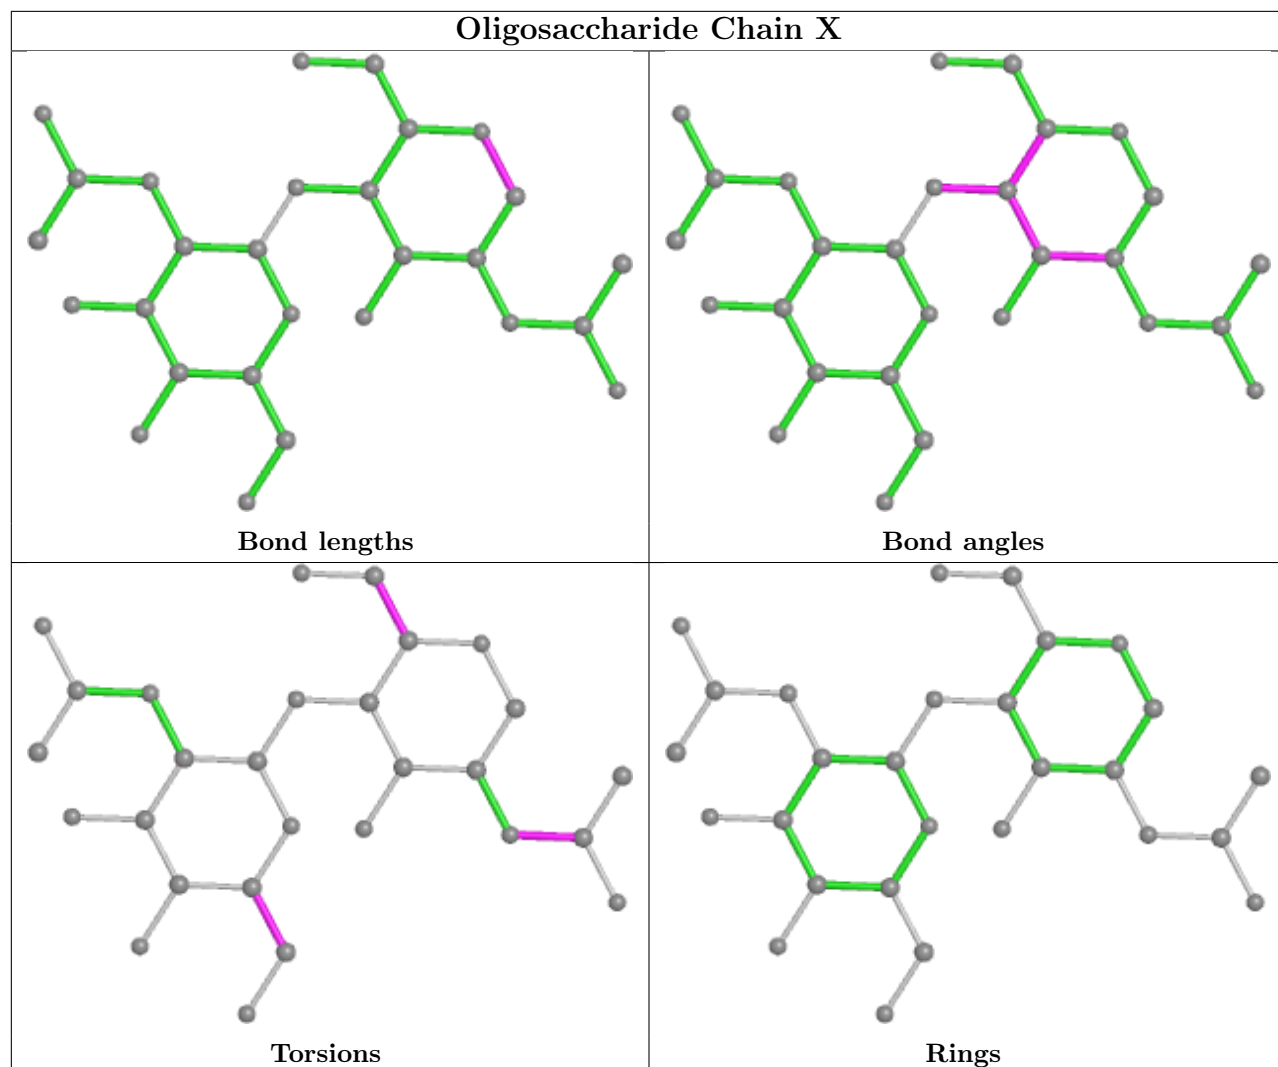 Oligosaccharide Chain X
Bond lengths
Bond angles
Torsions
Rings